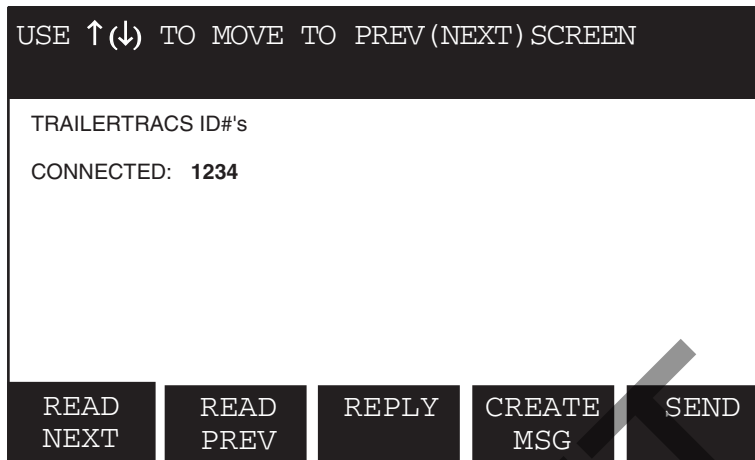 USE ↑(↓) TO MOVE TO PREV(NEXT)SCREEN
TRAILERTRACS ID#'s
CONNECTED: 1234
READ NEXT
READ PREV
REPLY
CREATE MSG
SEND